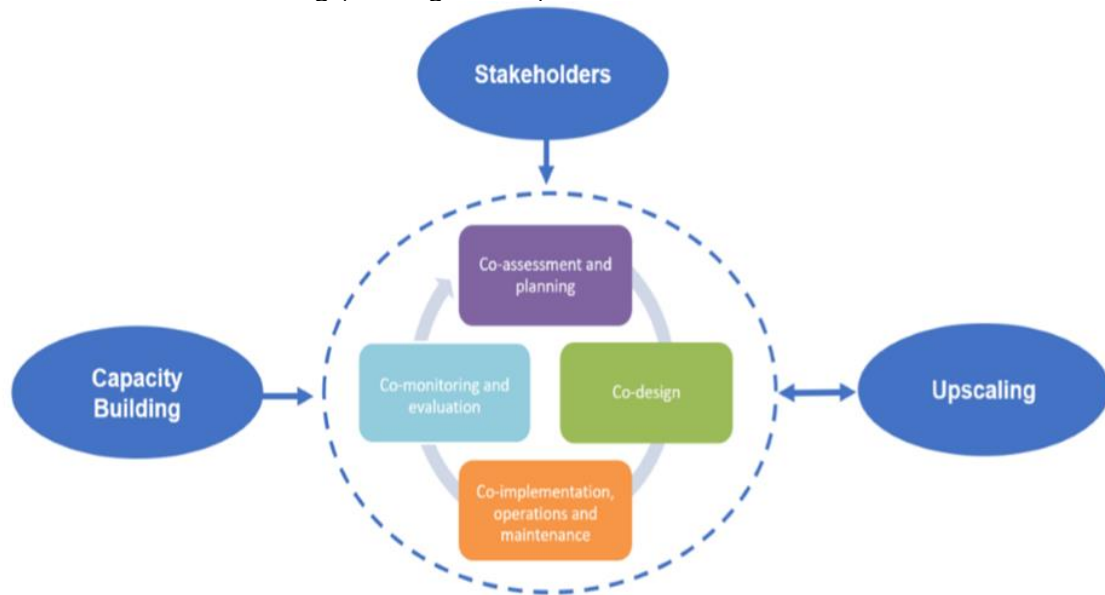 Stakeholders
Co-assessment and
planning
Capacity
Building
Co-monitoring and
evaluation
Co-design
Upscaling
Co-implementation,
operations and
maintenance